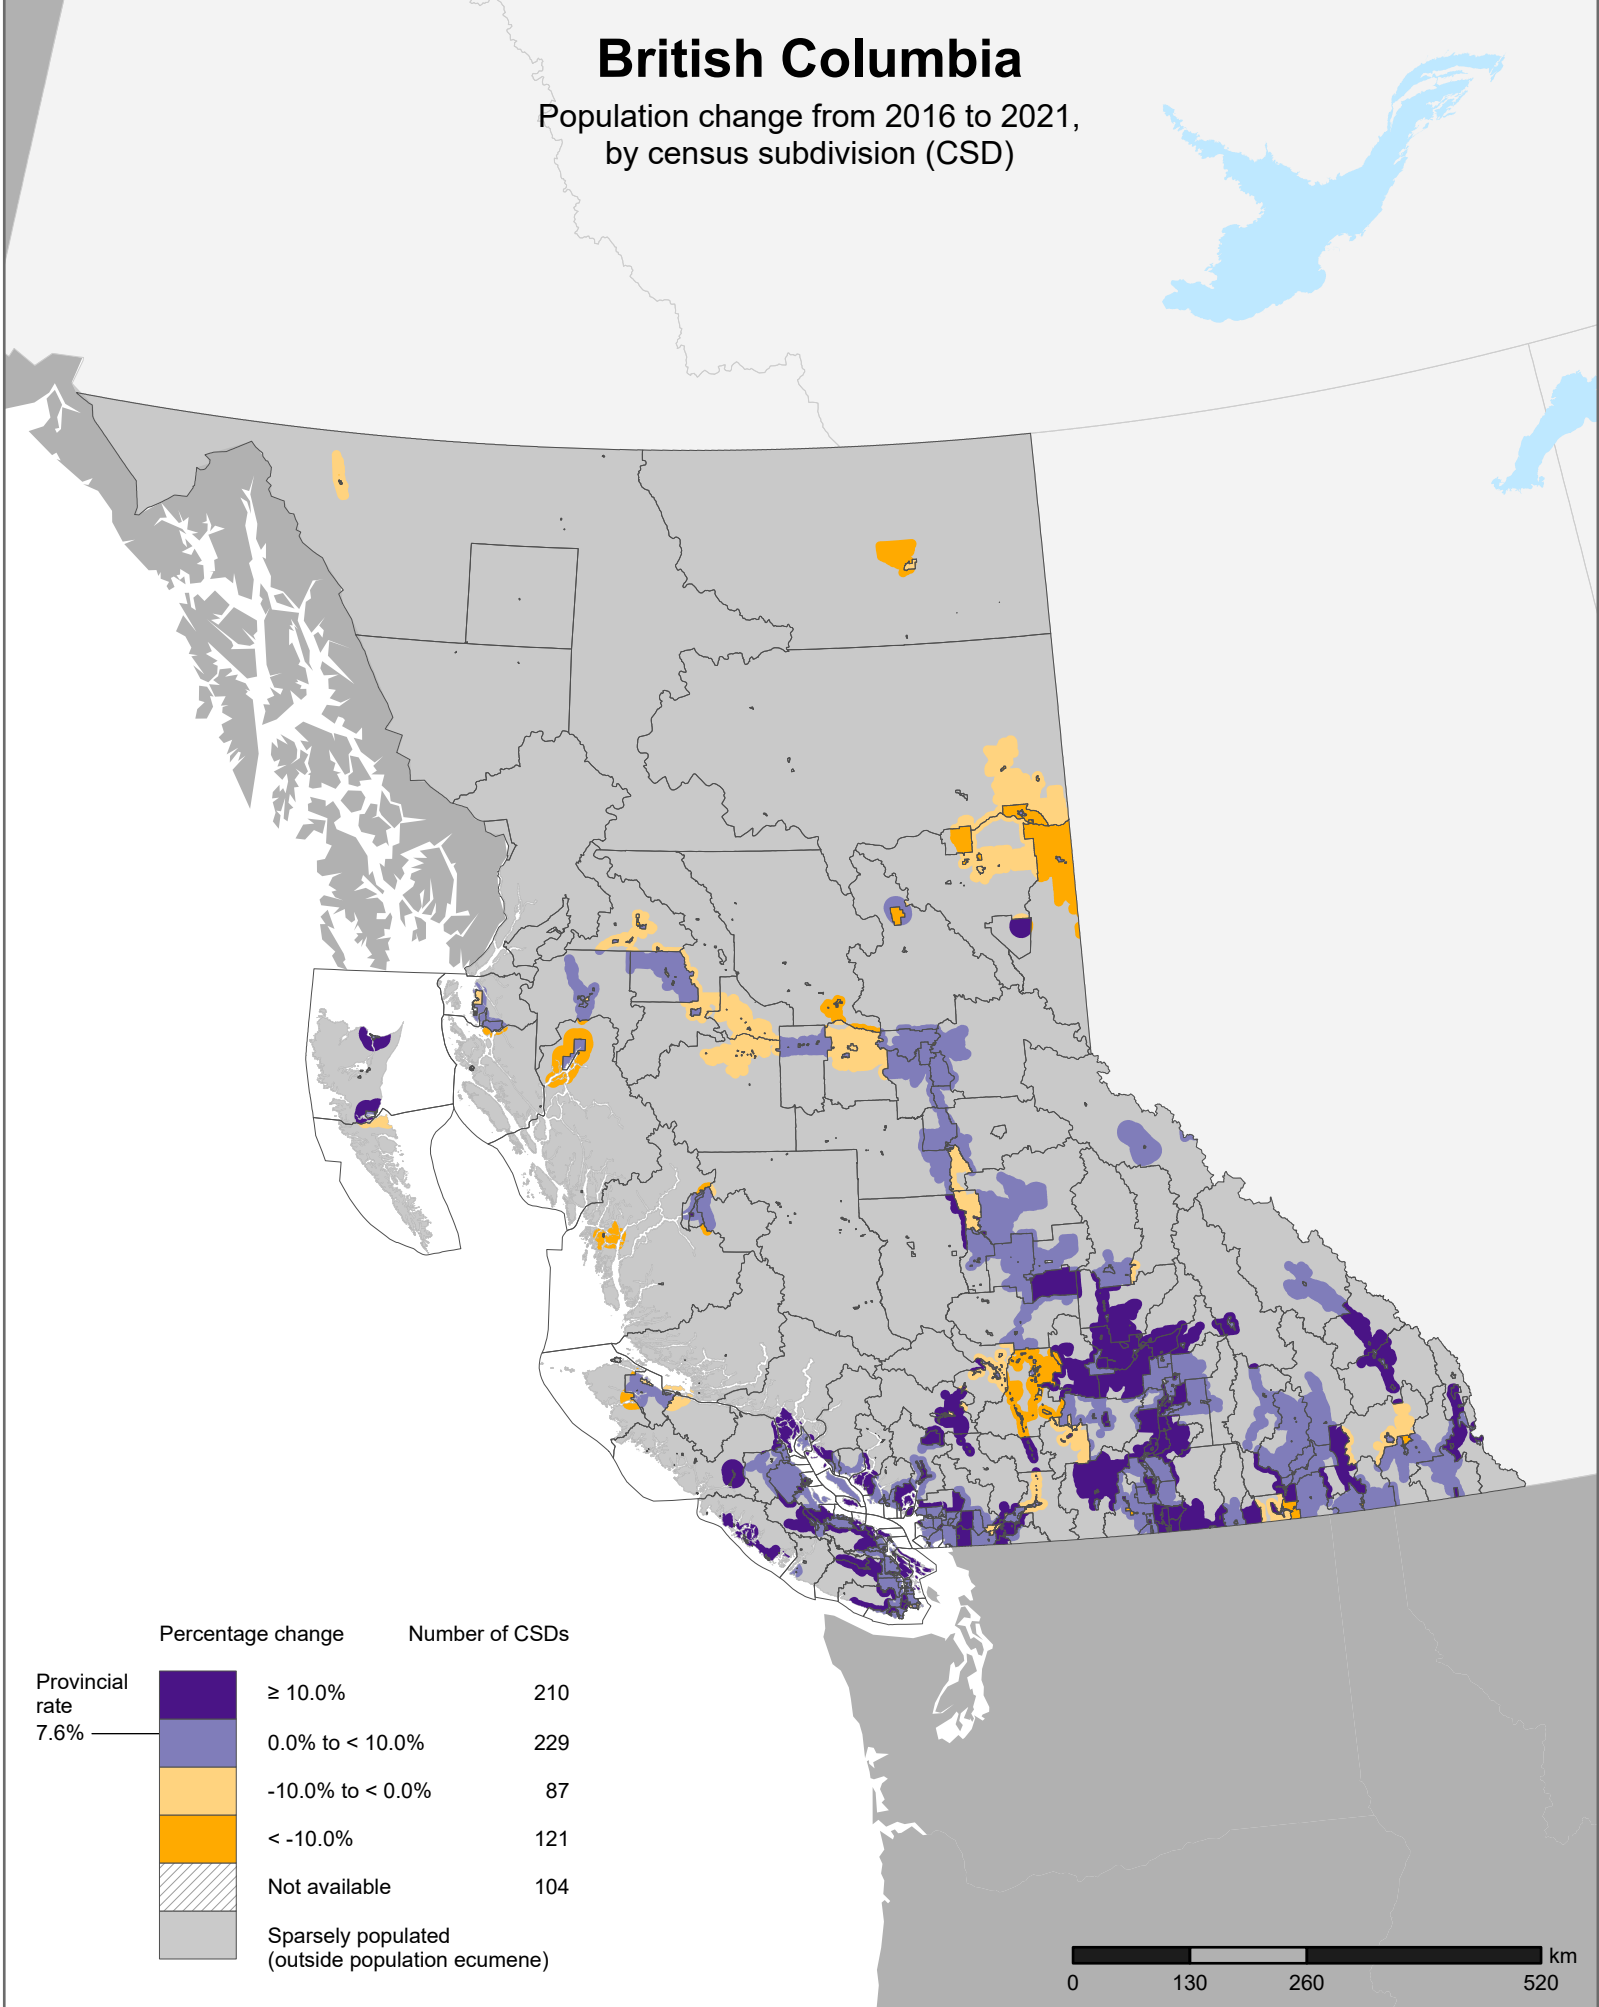 British Columbia
Population change from 2016 to 2021,
by census subdivision (CSD)
Percentage change Number of CSDs
Provincial
rate
7.6%
≥ 10.0% 210
0.0% to < 10.0% 229
-10.0% to < 0.0% 87
< -10.0% 121
Not available 104
Sparsely populated
(outside population ecumene)
km
0 130 260 520